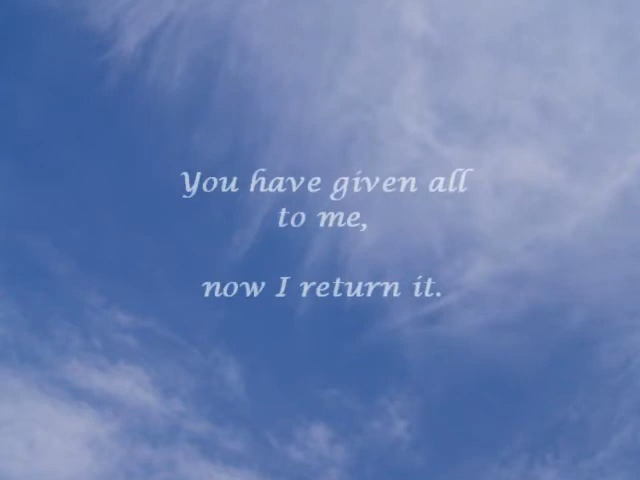 You have given all
to me,
now I return it.